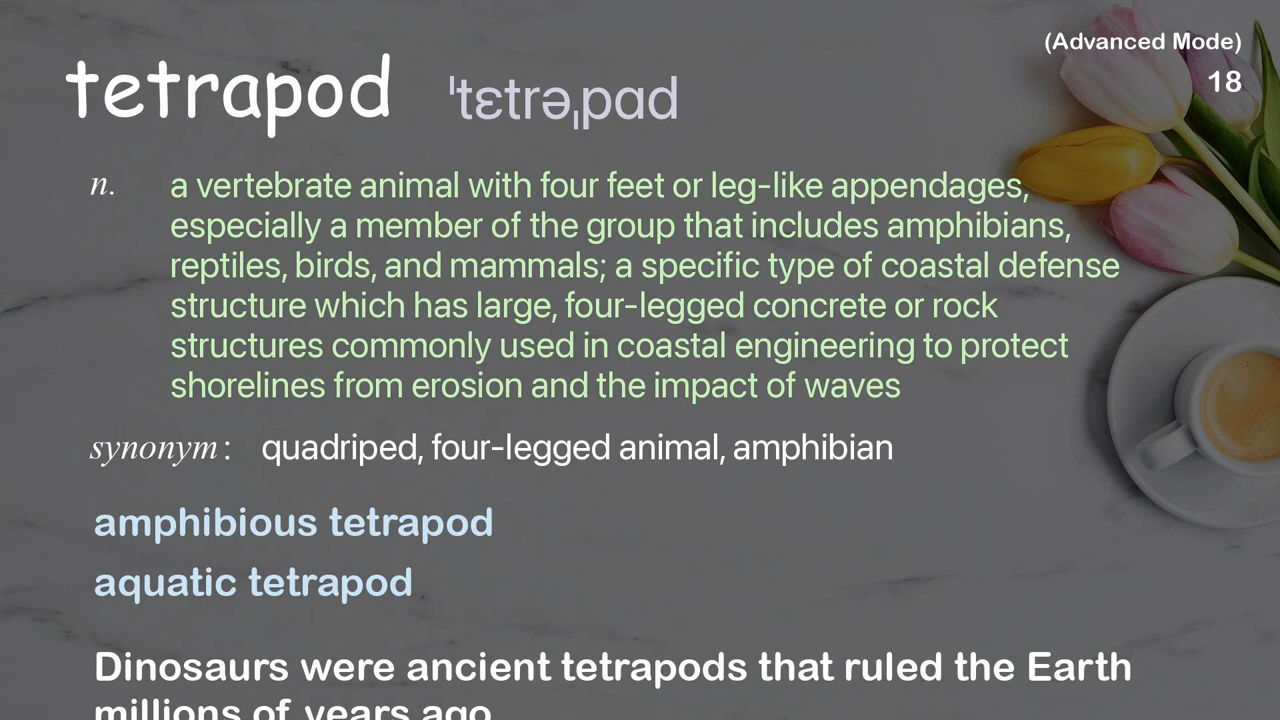 (Advanced Mode)
18
tetrapod ˈtɛtrəˌpɑd
n. a vertebrate animal with four feet or leg-like appendages,
especially a member of the group that includes amphibians,
reptiles, birds, and mammals; a specific type of coastal defense
structure which has large, four-legged concrete or rock
structures commonly used in coastal engineering to protect
shorelines from erosion and the impact of waves
synonym: quadriped, four-legged animal, amphibian
amphibious tetrapod
aquatic tetrapod
Dinosaurs were ancient tetrapods that ruled the Earth
millions of years ago.